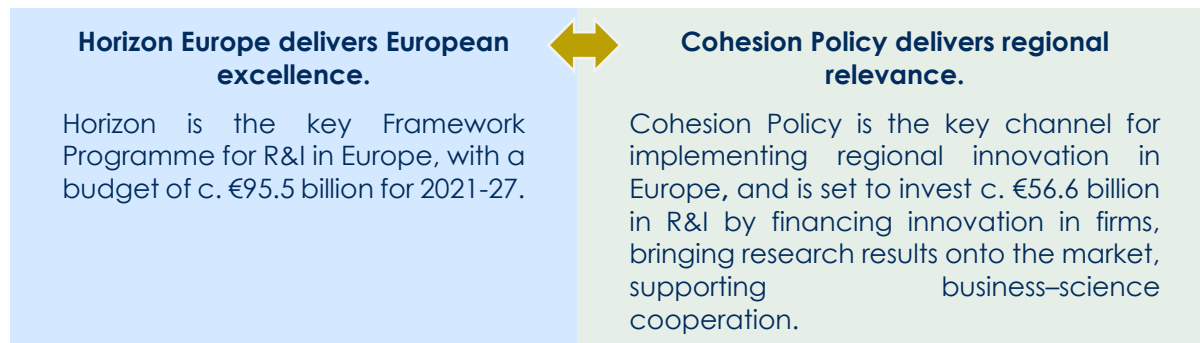 Horizon Europe delivers European
excellence.
Horizon is the key Framework
Programme for R&I in Europe, with a
budget of c. €95.5 billion for 2021-27.
Cohesion Policy delivers regional
relevance.
Cohesion Policy is the key channel for
implementing regional innovation in
Europe, and is set to invest c. €56.6 billion
in R&I by financing innovation in firms,
bringing research results onto the market,
supporting business–science
cooperation.